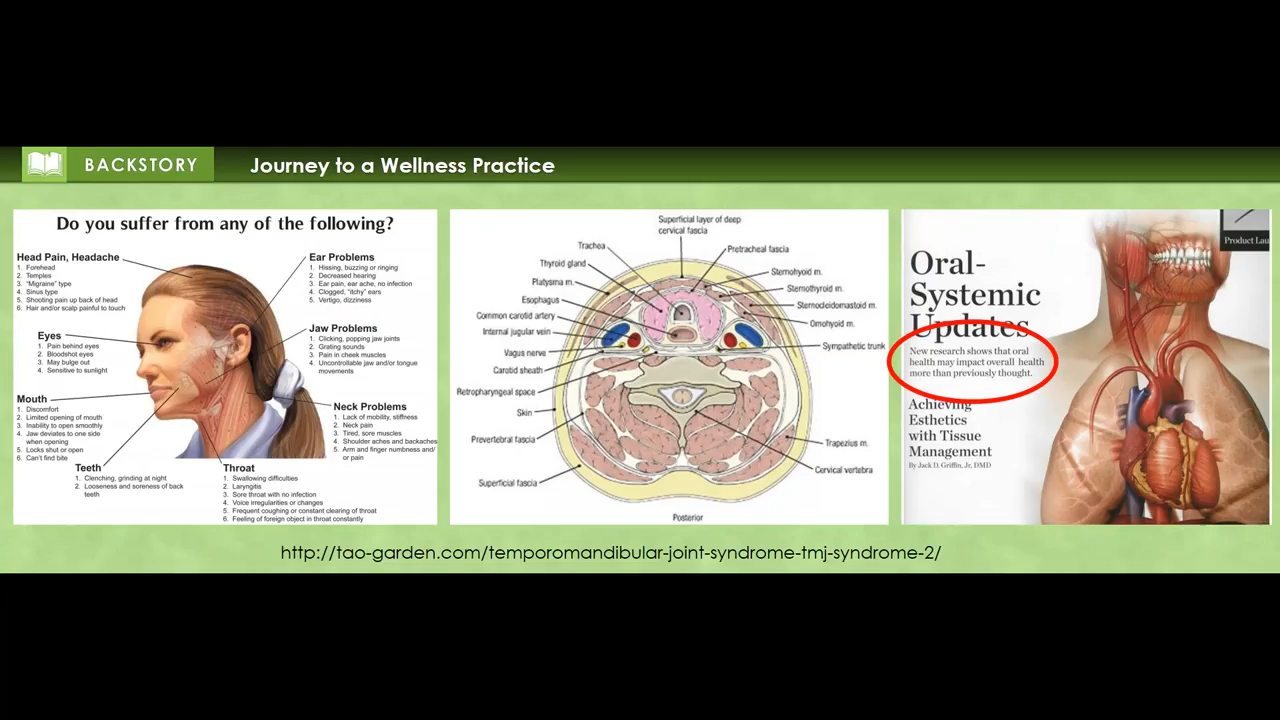 BACKSTORY
Journey to a Wellness Practice
Do you suffer from any of the following?
Head Pain, Headache
1. Forehead
2. Temples
3. "Migraine" type
4. Sinus type
5. Shooting pain up back of head
6. Hair and/or scalp painful to touch
Eyes
1. Pain behind eyes
2. Bloodshot eyes
3. May bulge out
4. Sensitive to sunlight
Mouth
1. Discomfort
2. Limited opening of mouth
3. Inability to open smoothly
4. Jaw deviates to one side
when opening
5. Locks shut or open
6. Can't find bite
Teeth
1. Clenching, grinding at night
2. Looseness and soreness of back
teeth
Ear Problems
1. Hissing, buzzing or ringing
2. Decreased hearing
3. Ear pain, ear ache, no infection
4. Clogged, "itchy" ears
5. Vertigo, dizziness
Jaw Problems
1. Clicking, popping jaw joints
2. Grating sounds
3. Pain in cheek muscles
4. Uncontrollable jaw and/or tongue
movements
Neck Problems
1. Lack of mobility, stiffness
2. Neck pain
3. Tired, sore muscles
4. Shoulder aches and backaches
5. Arm and finger numbness and/
or pain
Throat
1. Swallowing difficulties
2. Laryngitis
3. Sore throat with no infection
4. Voice irregularities or changes
5. Frequent coughing or constant clearing of throat
6. Feeling of foreign object in throat constantly
Superficial layer of deep
cervical fascia
Trachea
Thyroid gland
Platysma m.
Esophagus
Common carotid artery
Internal jugular vein
Vagus nerve
Carotid sheath
Retropharyngeal space
Skin
Prevertebral fascia
Superficial fascia
Pretracheal fascia
Sternohyoid m.
Sternothyroid m.
Sternocleidomastoid m.
Omohyoid m.
Sympathetic trunk
Trapezius m.
Cervical vertebra
Posterior
Product Lau
Oral-
Systemic
Updates
New research shows that oral
health may impact overall health
more than previously thought.
Achieving
Esthetics
with Tissue
Management
By Jack D. Griffin, Jr, DMD
http://tao-garden.com/temporomandibular-joint-syndrome-tmj-syndrome-2/